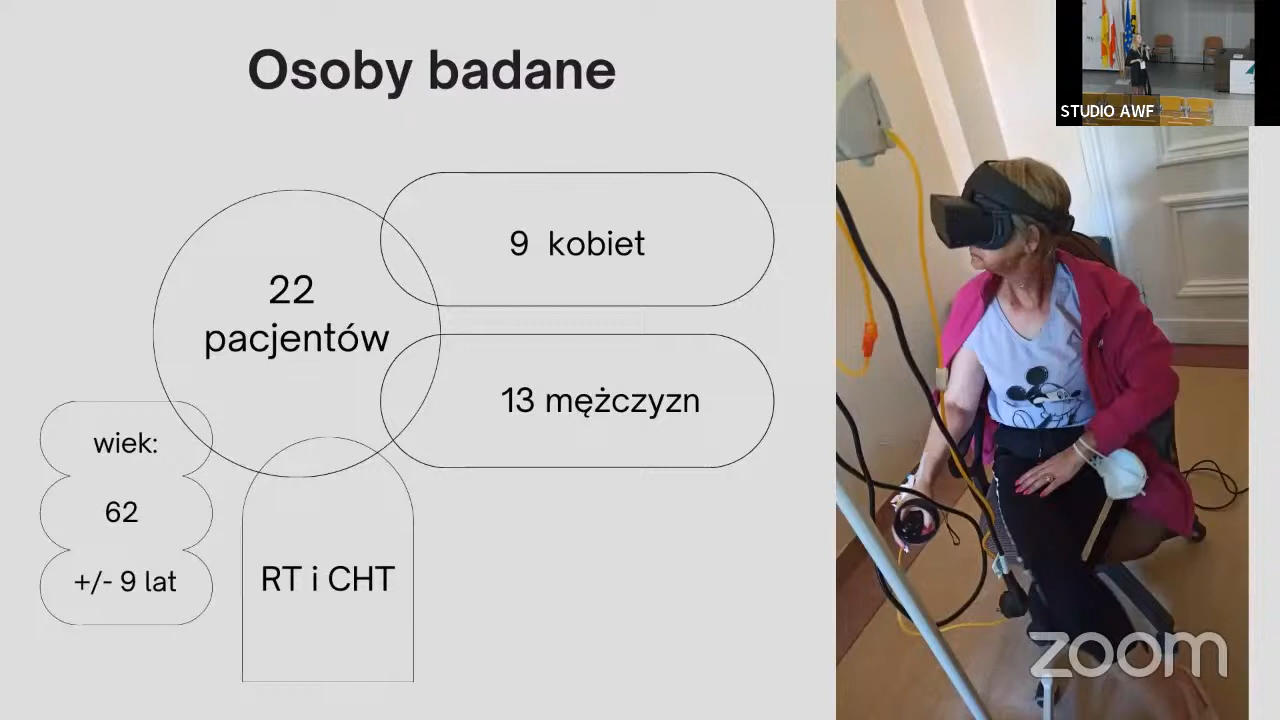 Osoby badane
22
pacjentów
9 kobiet
13 mężczyzn
wiek:
62
+/- 9 lat
RT i CHT
STUDIO AWF
zoom